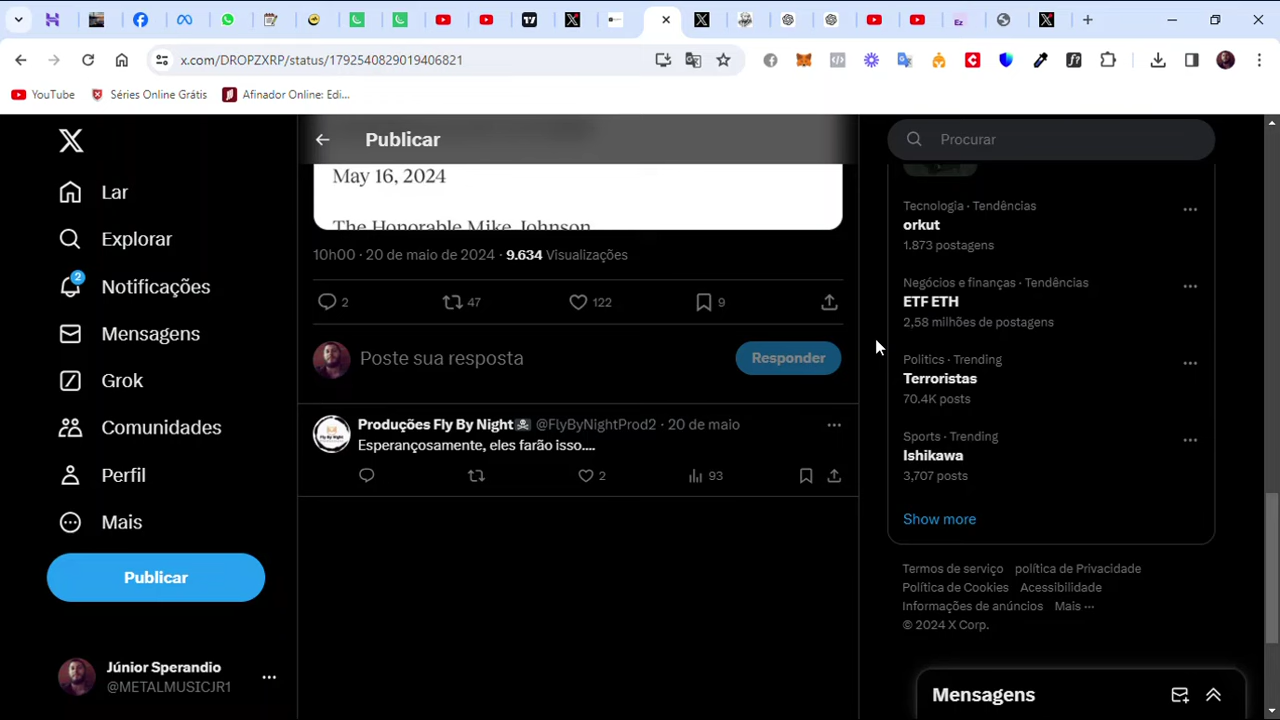 x.com/DROPZXRP/status/1792540829019406821
YouTube
Séries Online Grátis
Afinador Online: Edi...
Lar
Explorar
2
Notificações
Mensagens
Grok
Comunidades
Perfil
Mais
Publicar
Júnior Sperandio
@METALMUSICJR1
Publicar
May 16, 2024
The Honorable Mike Johnson
10h00 · 20 de maio de 2024 · 9.634 Visualizações
2 47 122 9
Poste sua resposta
Responder
Produções Fly By Night @FlyByNightProd2 · 20 de maio
Esperançosamente, eles farão isso....
2 93
Procurar
Tecnologia · Tendências
orkut
1.873 postagens
Negócios e finanças · Tendências
ETF ETH
2,58 milhões de postagens
Politics · Trending
Terroristas
70.4K posts
Sports · Trending
Ishikawa
3,707 posts
Show more
Termos de serviço política de Privacidade
Política de Cookies Acessibilidade
Informações de anúncios Mais ···
© 2024 X Corp.
Mensagens